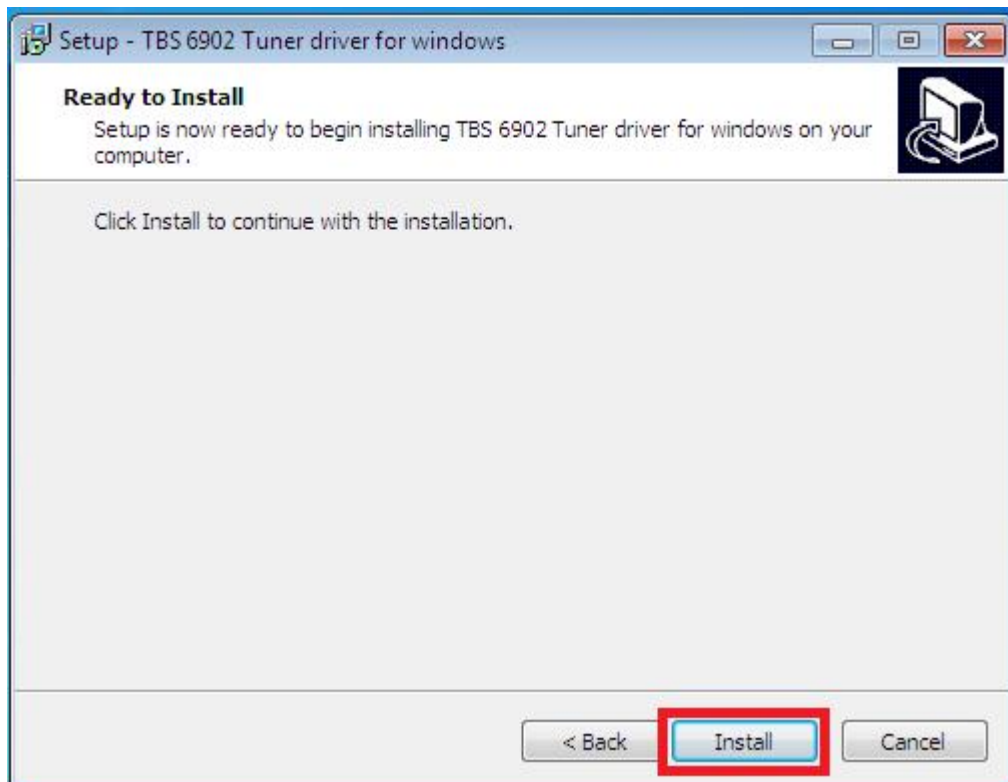 Setup - TBS 6902 Tuner driver for windows
Ready to Install
Setup is now ready to begin installing TBS 6902 Tuner driver for windows on your
computer.
Click Install to continue with the installation.
< Back
Install
Cancel